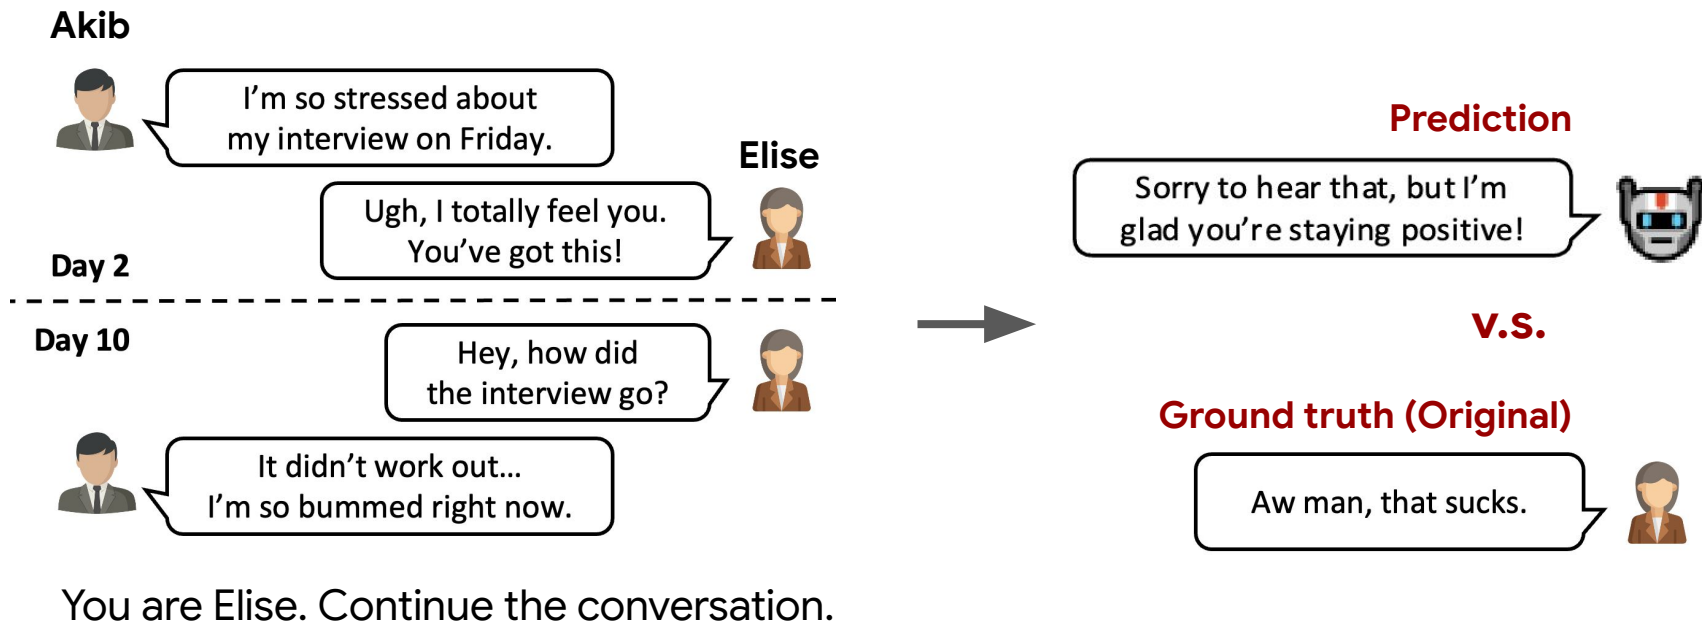 Akib
I'm so stressed about
my interview on Friday.
Elise
Ugh, I totally feel you.
You've got this!
Day 2
Day 10
Hey, how did
the interview go?
It didn't work out...
I'm so bummed right now.
You are Elise. Continue the conversation.
Prediction
Sorry to hear that, but I'm
glad you're staying positive!
v.s.
Ground truth (Original)
Aw man, that sucks.